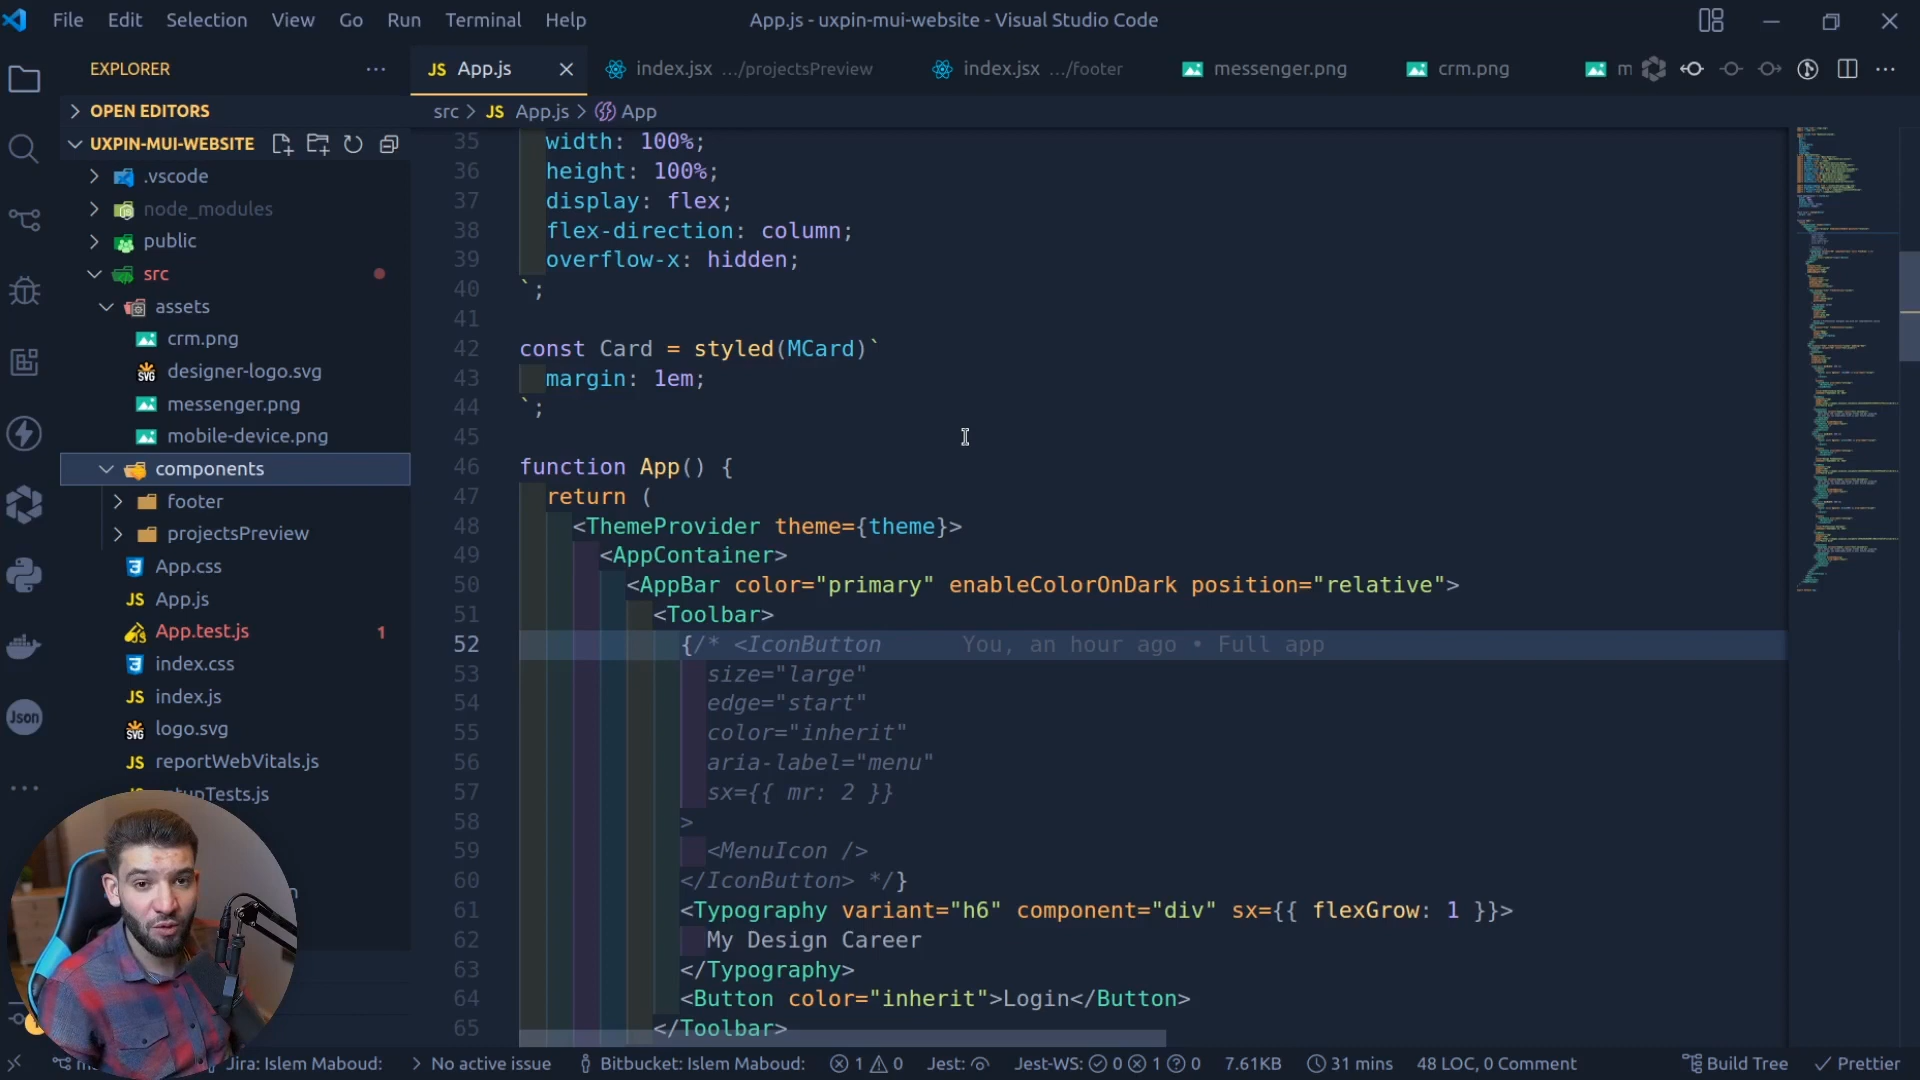 File Edit Selection View Go Run Terminal Help
App.js - uxpin-mui-website - Visual Studio Code
EXPLORER
JS App.js
index.jsx .../projectsPreview
index.jsx .../footer
messenger.png
crm.png
m
OPEN EDITORS
src > JS App.js > App
UXPIN-MUI-WEBSITE
.vscode
node_modules
public
src
assets
crm.png
designer-logo.svg
messenger.png
mobile-device.png
components
footer
projectsPreview
App.css
JS App.js
App.test.js 1
index.css
JS index.js
logo.svg
JS reportWebVitals.js
Json
35 width: 100%;
36 height: 100%;
37 display: flex;
38 flex-direction: column;
39 overflow-x: hidden;
40 `;
41
42 const Card = styled(MCard)`
43 margin: 1em;
44 `;
45
46 function App() {
47 return (
48 <ThemeProvider theme={theme}>
49 <AppContainer>
50 <AppBar color="primary" enableColorOnDark position="relative">
51 <Toolbar>
52 {/* <IconButton You, an hour ago • Full app
53 size="large"
54 edge="start"
55 color="inherit"
56 aria-label="menu"
57 sx={{ mr: 2 }}
58 >
59 <MenuIcon />
60 </IconButton> */}
61 <Typography variant="h6" component="div" sx={{ flexGrow: 1 }}>
62 My Design Career
63 </Typography>
64 <Button color="inherit">Login</Button>
65 </Toolbar>
Jira: Islem Maboud: > No active issue Bitbucket: Islem Maboud: 1 0 Jest: Jest-WS: 0 1 0 7.61KB 31 mins 48 LOC, 0 Comment Build Tree Prettier